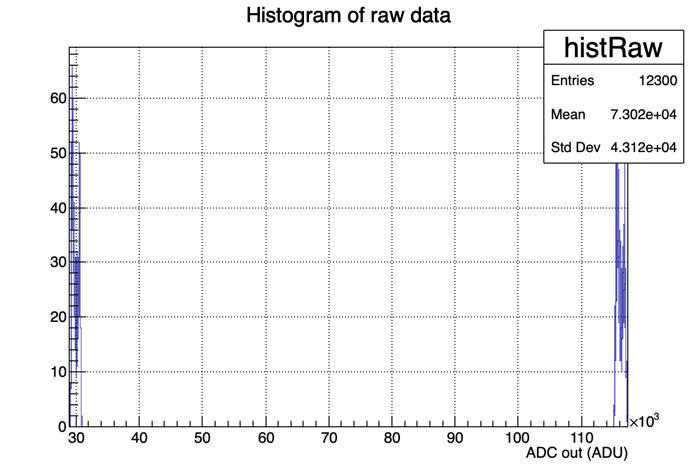 Histogram of raw data
histRaw
Entries 12300
Mean 7.302e+04
Std Dev 4.312e+04
60
50
40
30
20
10
0
30 40 50 60 70 80 90 100 110
×10³
ADC out (ADU)